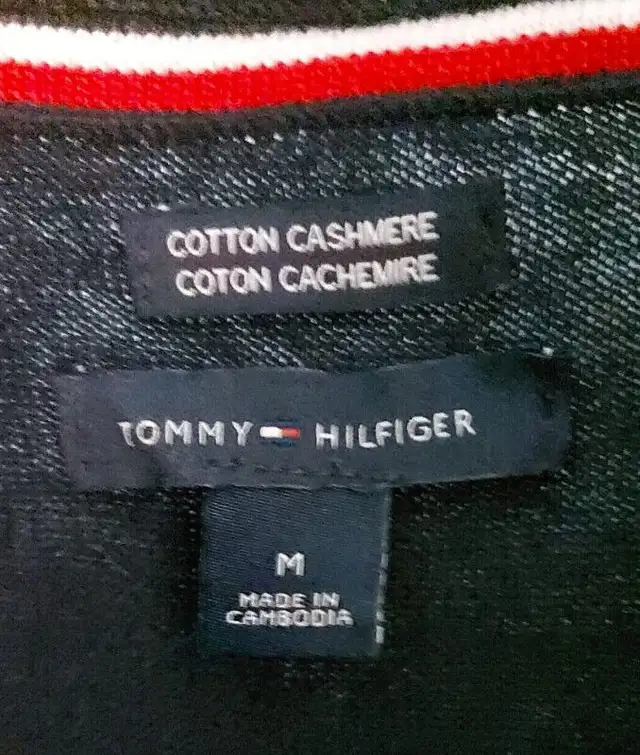 COTTON CASHMERE
COTON CACHEMIRE
TOMMY HILFIGER
M
MADE IN
CAMBODIA